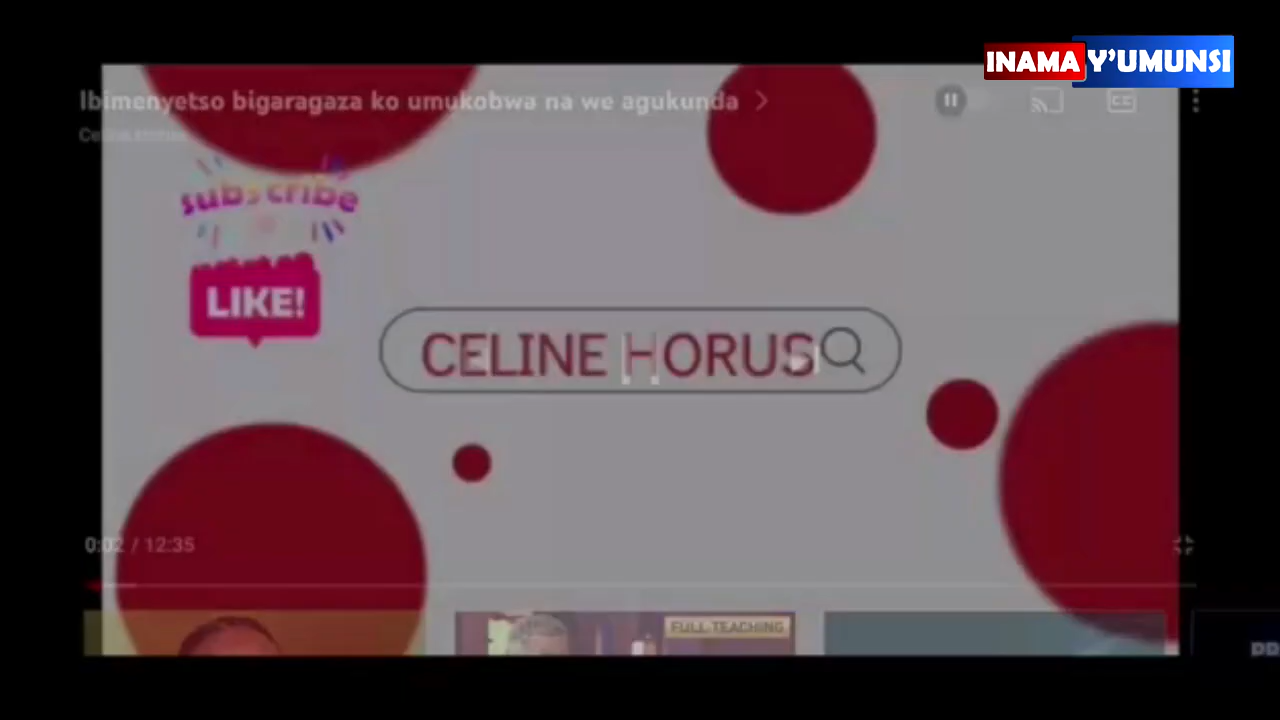 INAMA Y'UMUNSI
Ibimenyetso bigaragaza ko umukobwa na we agukunda
CC
subscribe
LIKE!
CELINE HORUS
0:02 / 12:35
FULL TEACHING